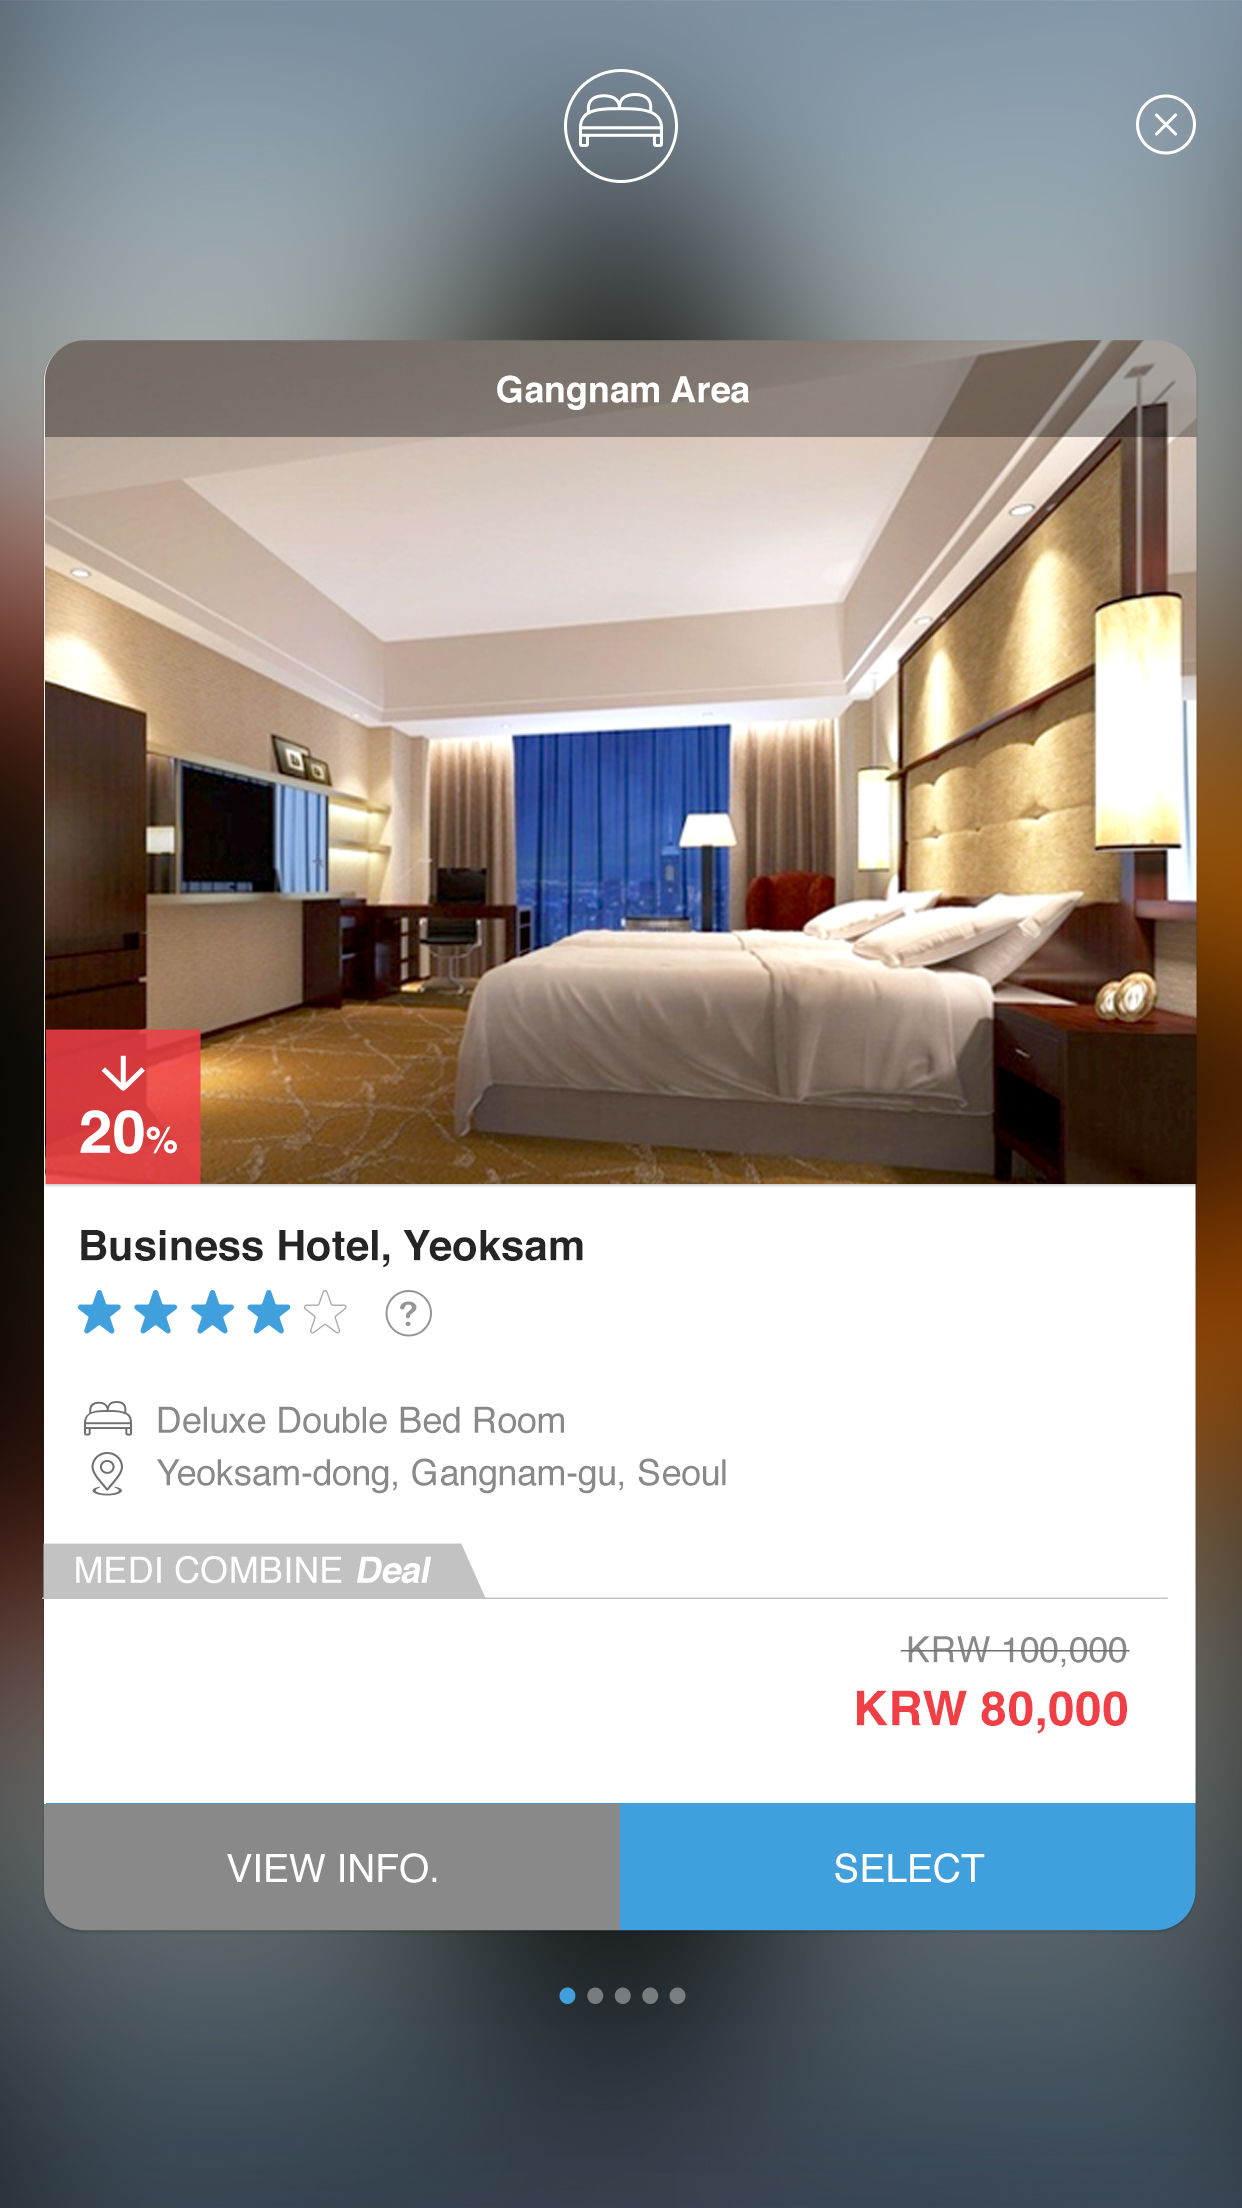 Gangnam Area
20%
Business Hotel, Yeoksam
?
Deluxe Double Bed Room
Yeoksam-dong, Gangnam-gu, Seoul
MEDI COMBINE Deal
KRW 100,000
KRW 80,000
VIEW INFO.
SELECT